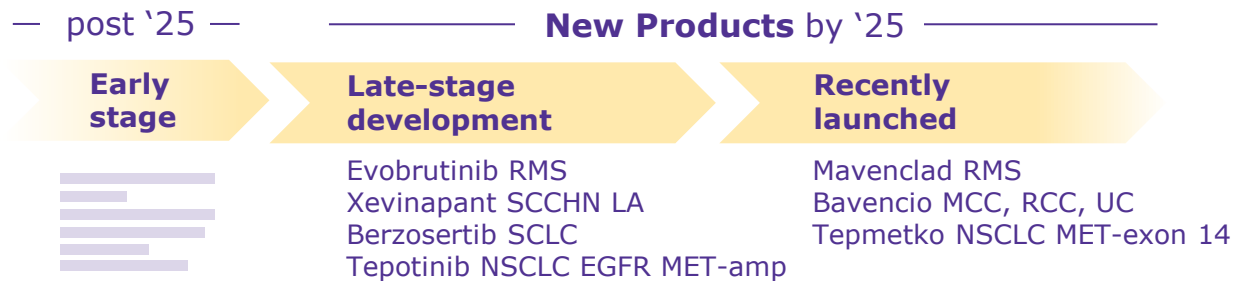 post ‘25
New Products by ‘25
Early
stage
Late-stage
development
Recently
launched
Evobrutinib RMS
Xevinapant SCCHN LA
Berzosertib SCLC
Tepotinib NSCLC EGFR MET-amp
Mavenclad RMS
Bavencio MCC, RCC, UC
Tepmetko NSCLC MET-exon 14